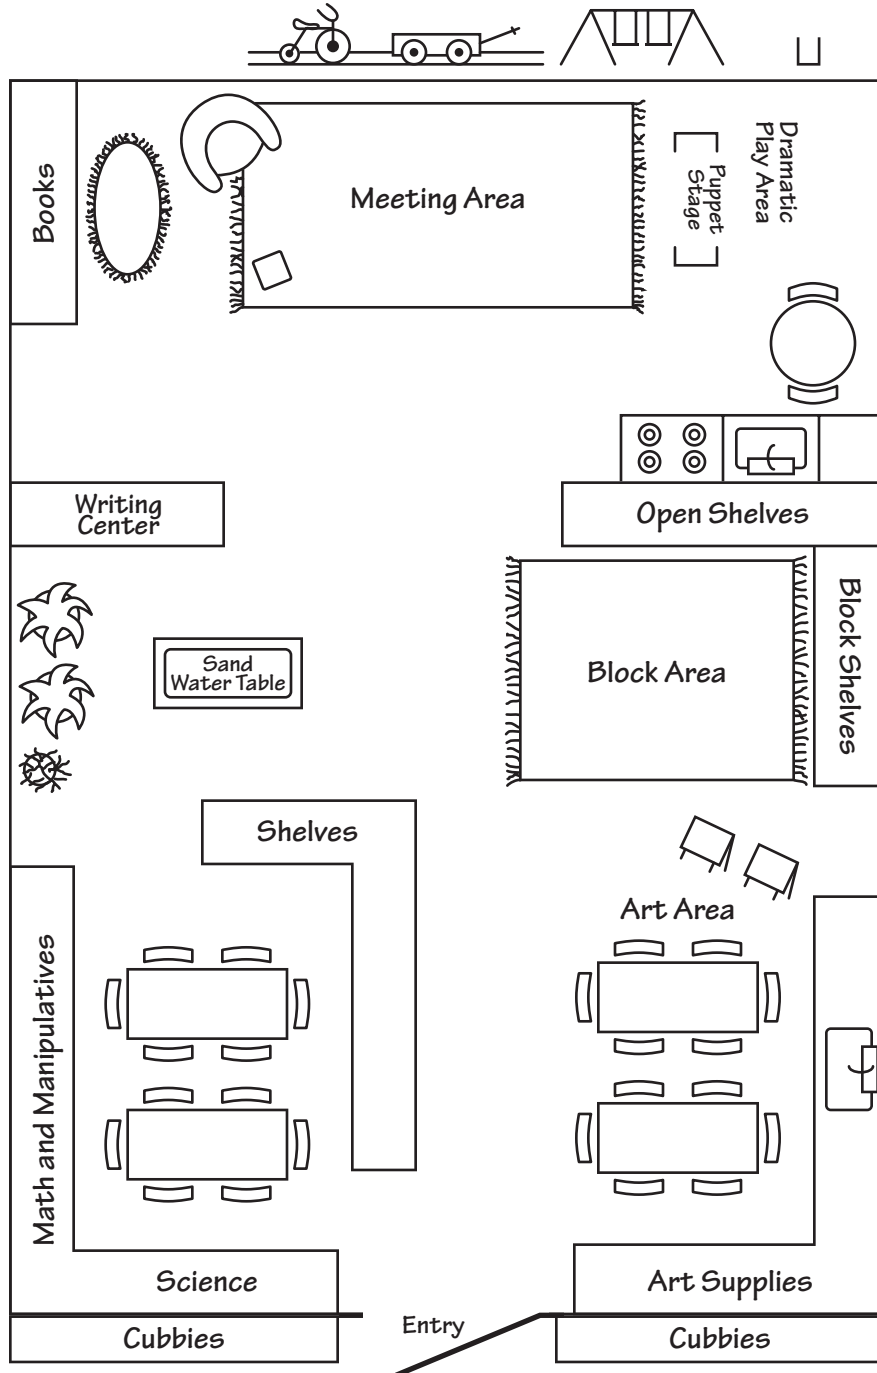 Books
Meeting Area
Puppet
Stage
Dramatic
Play Area
Writing
Center
Open Shelves
Sand
Water Table
Block Area
Block Shelves
Shelves
Art Area
Math and Manipulatives
Science
Art Supplies
Entry
Cubbies
Cubbies